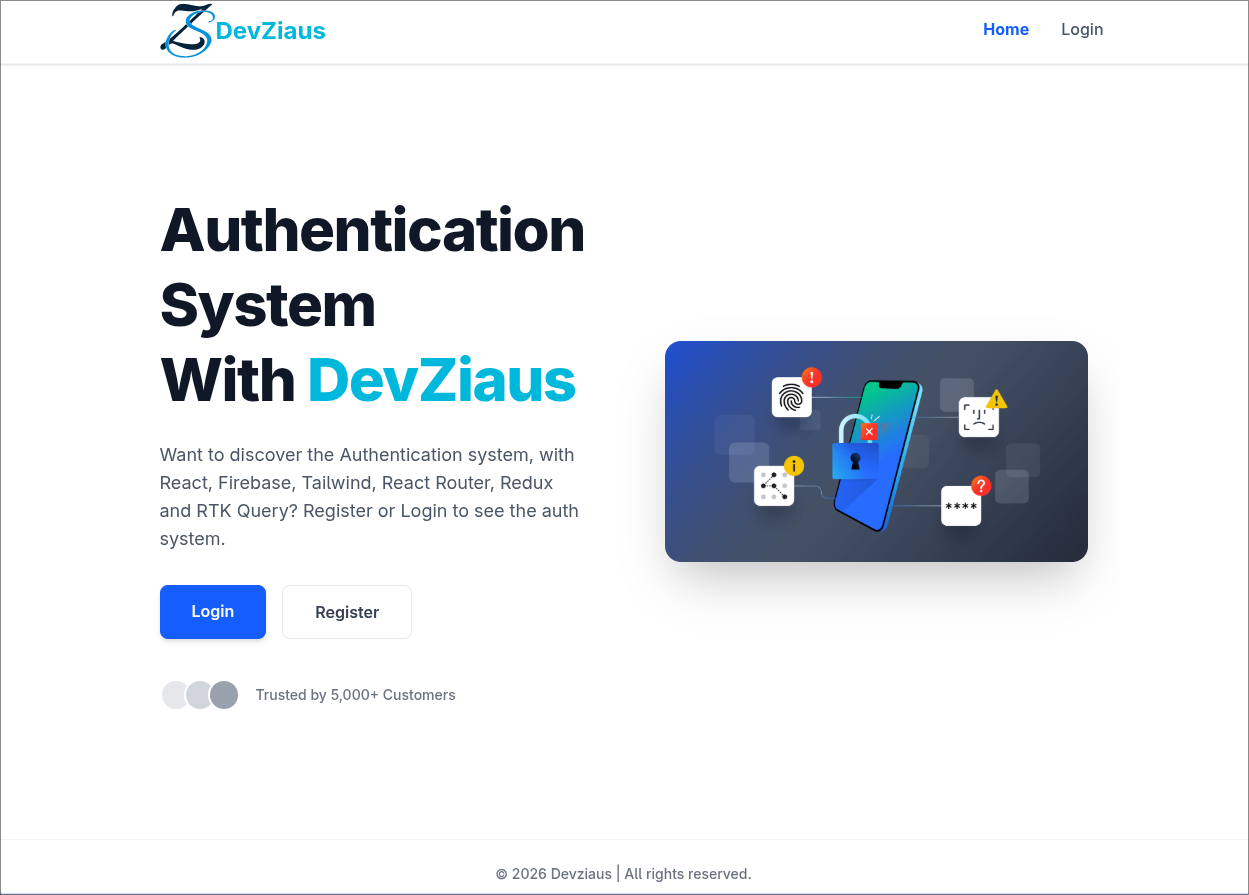 DevZiaus
Home
Login
Authentication
System
With DevZiaus
Want to discover the Authentication system, with
React, Firebase, Tailwind, React Router, Redux
and RTK Query? Register or Login to see the auth
system.
Login
Register
Trusted by 5,000+ Customers
!
!
i
?
****
© 2026 Devziaus | All rights reserved.